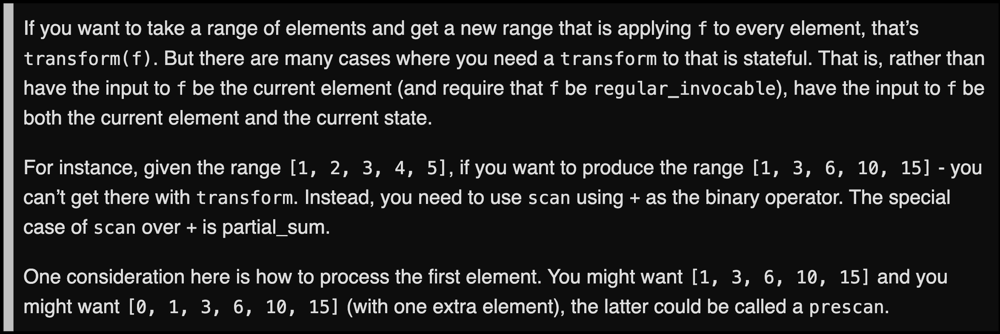 If you want to take a range of elements and get a new range that is applying f to every element, that’s
transform(f). But there are many cases where you need a transform to that is stateful. That is, rather than
have the input to f be the current element (and require that f be regular_invocable), have the input to f be
both the current element and the current state.
For instance, given the range [1, 2, 3, 4, 5], if you want to produce the range [1, 3, 6, 10, 15] - you
can’t get there with transform. Instead, you need to use scan using + as the binary operator. The special
case of scan over + is partial_sum.
One consideration here is how to process the first element. You might want [1, 3, 6, 10, 15] and you
might want [0, 1, 3, 6, 10, 15] (with one extra element), the latter could be called a prescan.